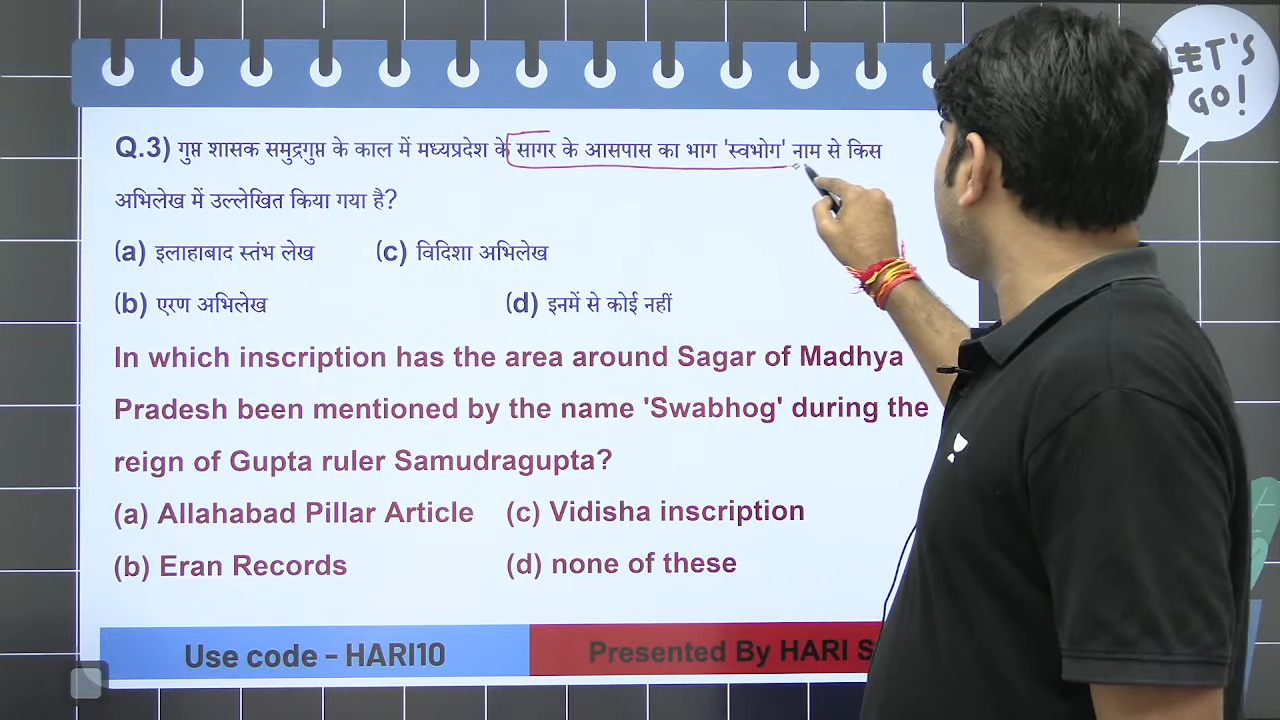 LET'S
GO!
Q.3) गुप्त शासक समुद्रगुप्त के काल में मध्यप्रदेश के सागर के आसपास का भाग 'स्वभोग' नाम से किस
अभिलेख में उल्लेखित किया गया है?
(a) इलाहाबाद स्तंभ लेख (c) विदिशा अभिलेख
(b) एरण अभिलेख (d) इनमें से कोई नहीं
In which inscription has the area around Sagar of Madhya
Pradesh been mentioned by the name 'Swabhog' during the
reign of Gupta ruler Samudragupta?
(a) Allahabad Pillar Article (c) Vidisha inscription
(b) Eran Records (d) none of these
Use code - HARI10 Presented By HARI